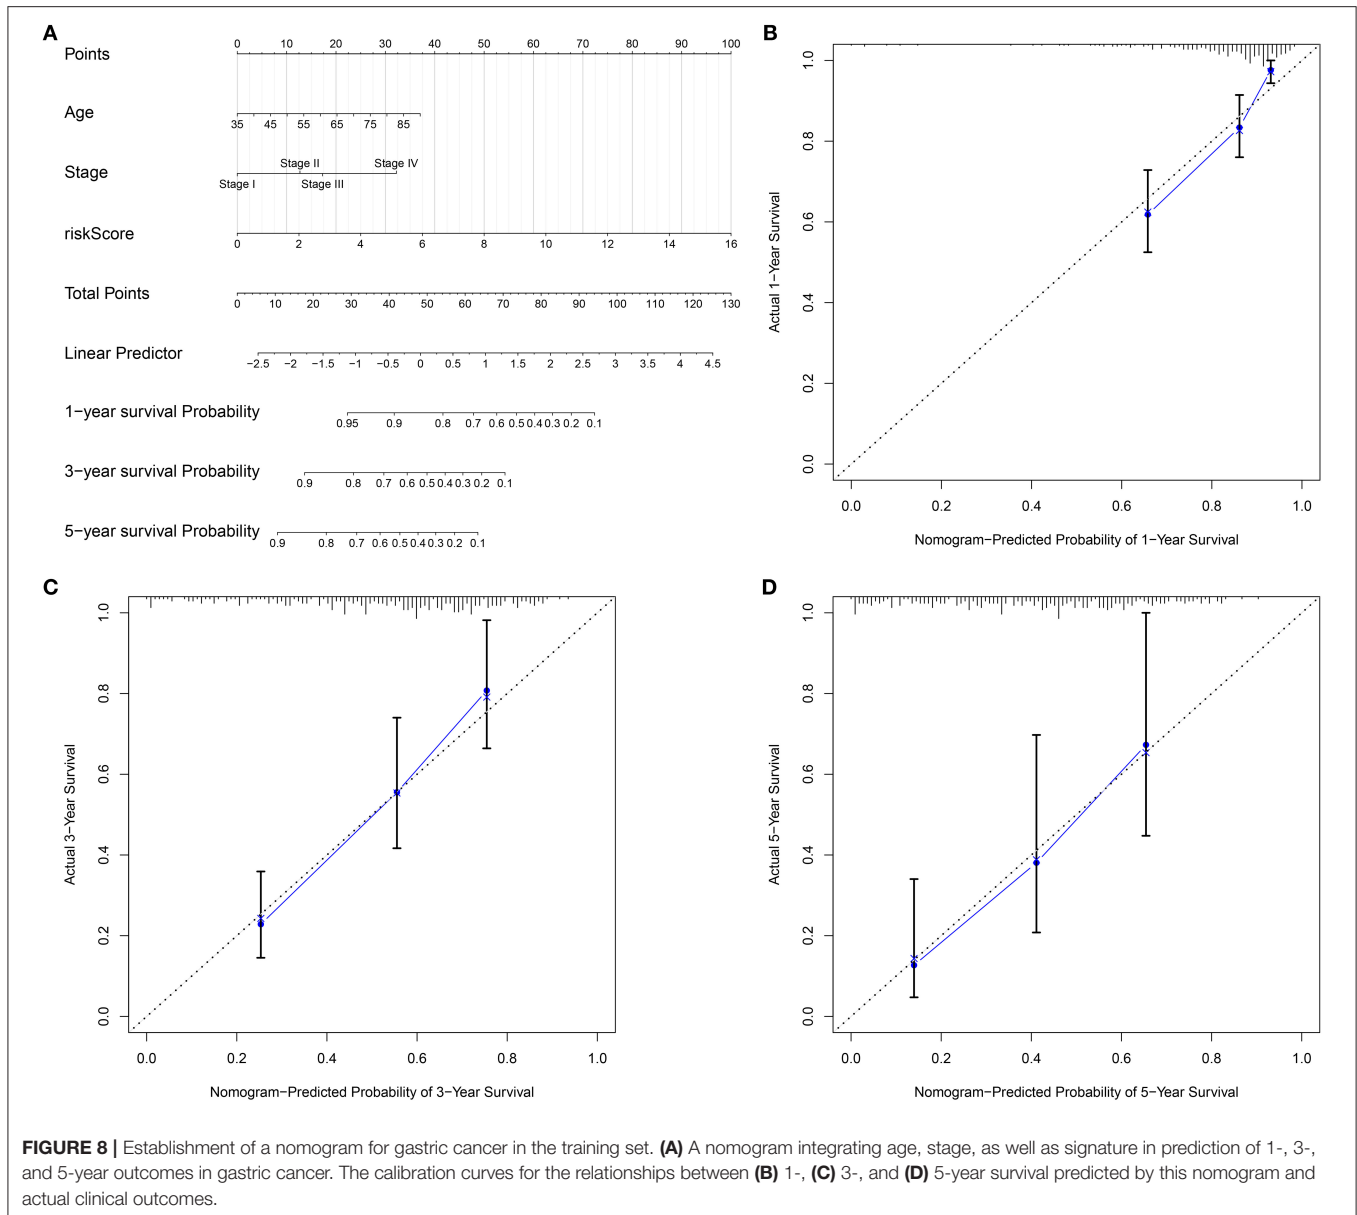 A
Points
0 10 20 30 40 50 60 70 80 90 100
Age
35 45 55 65 75 85
Stage
Stage II Stage IV
Stage I Stage III
riskScore
0 2 4 6 8 10 12 14 16
Total Points
0 10 20 30 40 50 60 70 80 90 100 110 120 130
Linear Predictor
−2.5 −2 −1.5 −1 −0.5 0 0.5 1 1.5 2 2.5 3 3.5 4 4.5
1−year survival Probability
0.95 0.9 0.8 0.7 0.6 0.5 0.4 0.3 0.2 0.1
3−year survival Probability
0.9 0.8 0.7 0.6 0.5 0.4 0.3 0.2 0.1
5−year survival Probability
0.9 0.8 0.7 0.6 0.5 0.4 0.3 0.2 0.1
B
Actual 1−Year Survival
0.0 0.2 0.4 0.6 0.8 1.0
0.0 0.2 0.4 0.6 0.8 1.0
Nomogram−Predicted Probability of 1−Year Survival
C
Actual 3−Year Survival
0.0 0.2 0.4 0.6 0.8 1.0
0.0 0.2 0.4 0.6 0.8 1.0
Nomogram−Predicted Probability of 3−Year Survival
D
Actual 5−Year Survival
0.0 0.2 0.4 0.6 0.8 1.0
0.0 0.2 0.4 0.6 0.8 1.0
Nomogram−Predicted Probability of 5−Year Survival
FIGURE 8 | Establishment of a nomogram for gastric cancer in the training set. (A) A nomogram integrating age, stage, as well as signature in prediction of 1-, 3-,
and 5-year outcomes in gastric cancer. The calibration curves for the relationships between (B) 1-, (C) 3-, and (D) 5-year survival predicted by this nomogram and
actual clinical outcomes.